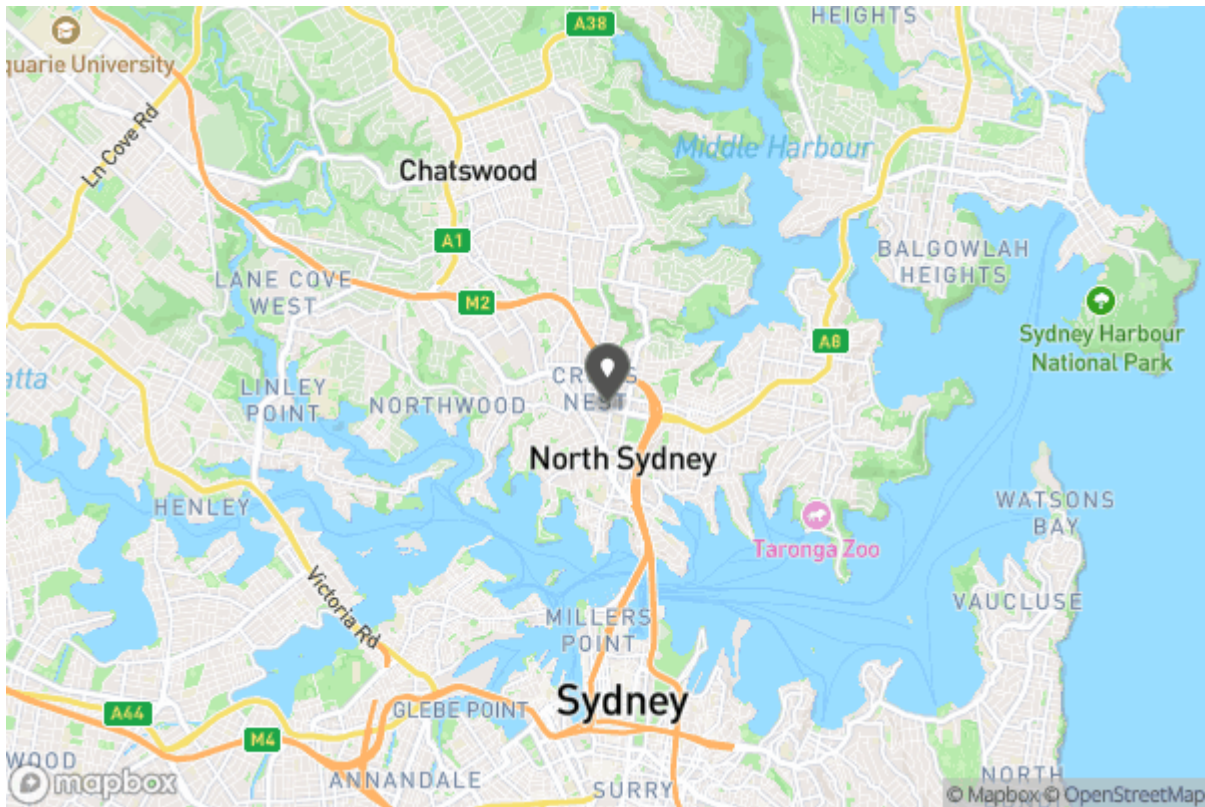 HEIGHTS
A38
quarie University
Ln Cove Rd
Middle Harbour
Chatswood
A1
BALGOWLAH
HEIGHTS
LANE COVE
WEST
M2
Sydney Harbour
National Park
A8
atta
LINLEY
POINT
NORTHWOOD
NEST
North Sydney
HENLEY
WATSONS
BAY
Taronga Zoo
Victoria Rd
VAUCLUSE
MILLERS
POINT
Sydney
GLEBE POINT
A44
M4
WOOD
ANNANDALE
SURRY
NORTH
mapbox
© Mapbox © OpenStreetMap